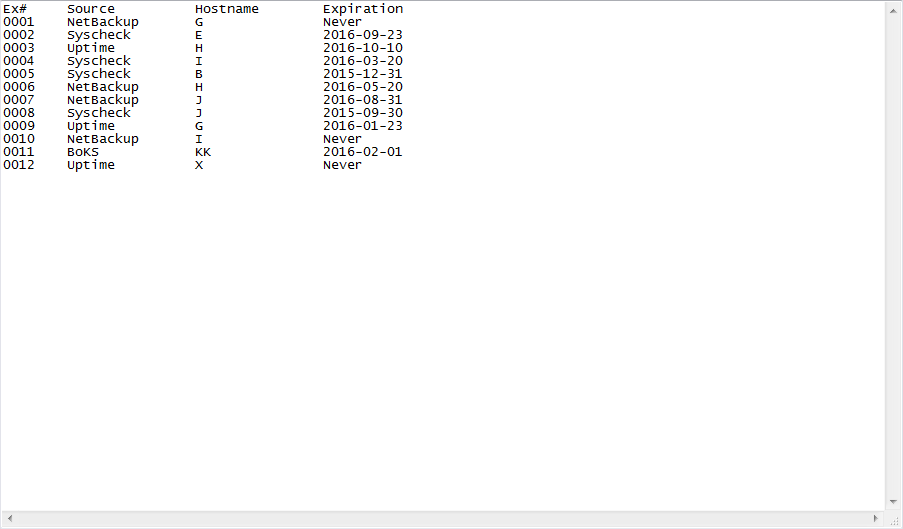 Ex#     Source          Hostname        Expiration
0001    NetBackup       G               Never
0002    Syscheck        E               2016-09-23
0003    Uptime          H               2016-10-10
0004    Syscheck        I               2016-03-20
0005    Syscheck        B               2015-12-31
0006    NetBackup       H               2016-05-20
0007    NetBackup       J               2016-08-31
0008    Syscheck        J               2015-09-30
0009    Uptime          G               2016-01-23
0010    NetBackup       I               Never
0011    BoKS            KK              2016-02-01
0012    Uptime          X               Never